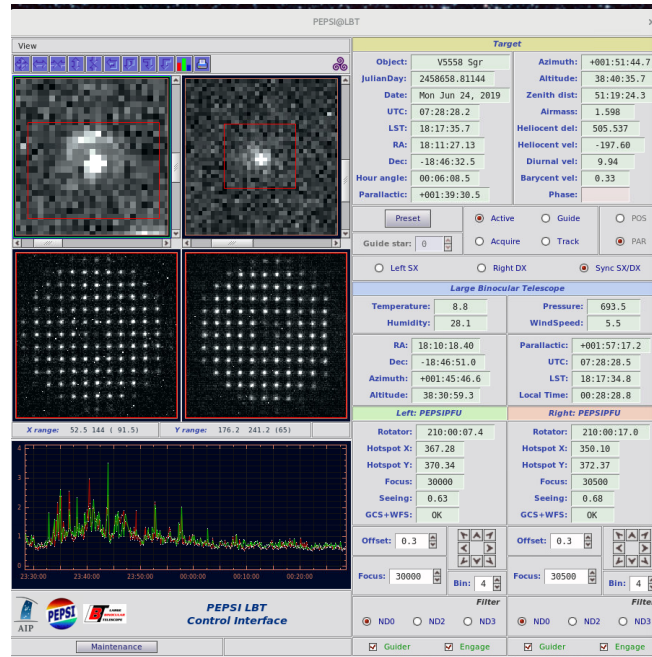 PEPSI@LBT
View
X range: 52.5 144 ( 91.5) Y range: 176.2 241.2 (65)
4
3
2
1
0
23:30:00 23:40:00 23:50:00 00:00:00 00:10:00 00:20:00
AIP
PEPSI
LARGE
BINOCULAR
TELESCOPE
PEPSI LBT
Control Interface
Maintenance
Target
Object: V5558 Sgr Azimuth: +001:51:44.7
JulianDay: 2458658.81144 Altitude: 38:40:35.7
Date: Mon Jun 24, 2019 Zenith dist: 51:19:24.3
UTC: 07:28:28.2 Airmass: 1.598
LST: 18:17:35.7 Heliocent del: 505.537
RA: 18:11:27.13 Heliocent vel: -197.60
Dec: -18:46:32.5 Diurnal vel: 9.94
Hour angle: 00:06:08.5 Barycent vel: 0.33
Parallactic: +001:39:30.5 Phase:
Preset Active Guide POS
Guide star: 0 Acquire Track PAR
Left SX Right DX Sync SX/DX
Large Binocular Telescope
Temperature: 8.8 Pressure: 693.5
Humidity: 28.1 WindSpeed: 5.5
RA: 18:10:18.40 Parallactic: +001:57:17.2
Dec: -18:46:51.0 UTC: 07:28:28.5
Azimuth: +001:45:46.6 LST: 18:17:34.8
Altitude: 38:30:59.3 Local Time: 00:28:28.8
Left: PEPSIPFU Right: PEPSIPFU
Rotator: 210:00:07.4 Rotator: 210:00:17.0
Hotspot X: 367.28 Hotspot X: 350.10
Hotspot Y: 370.34 Hotspot Y: 372.37
Focus: 30000 Focus: 30500
Seeing: 0.63 Seeing: 0.68
GCS+WFS: OK GCS+WFS: OK
Offset: 0.3 Offset: 0.3
Focus: 30000 Bin: 4 Focus: 30500 Bin: 4
Filter Filter
ND0 ND2 ND3 ND0 ND2 ND3
Guider Engage Guider Engage